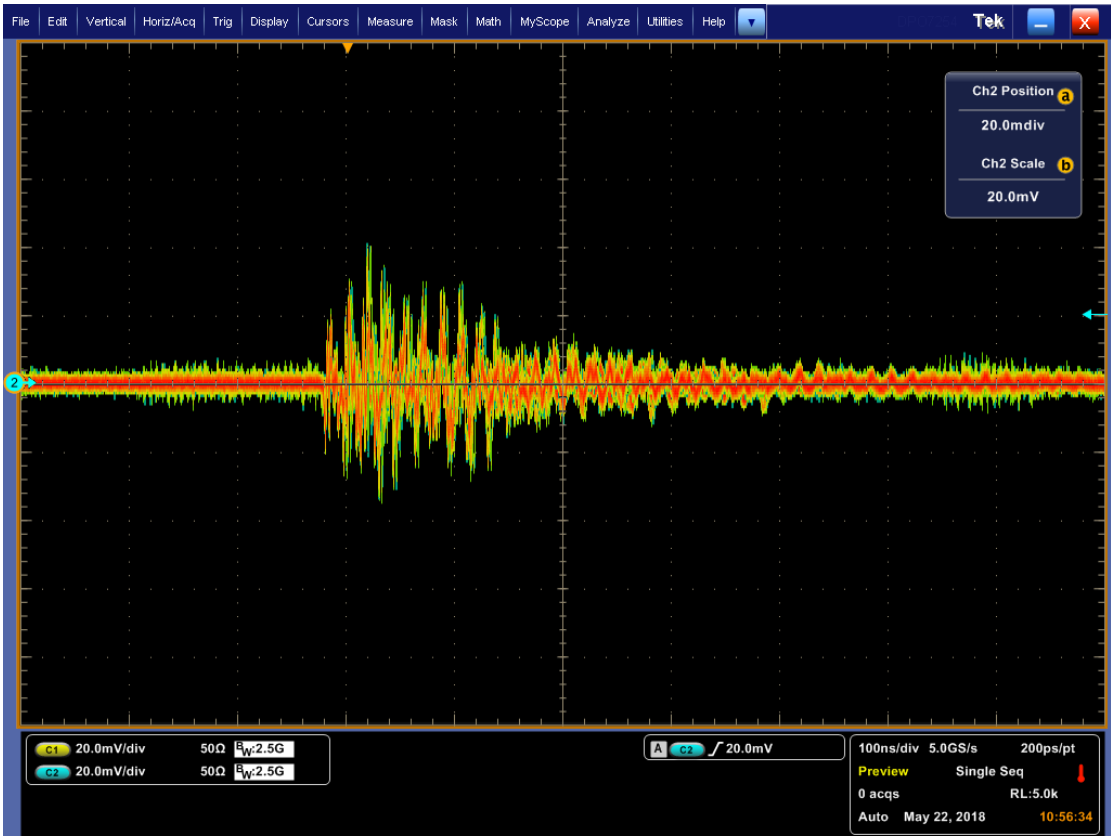 File Edit Vertical Horiz/Acq Trig Display Cursors Measure Mask Math MyScope Analyze Utilities Help Tek X
Ch2 Position a
20.0mdiv
Ch2 Scale b
20.0mV
2
C1 20.0mV/div 50Ω BW:2.5G
C2 20.0mV/div 50Ω BW:2.5G
A C2 20.0mV
100ns/div 5.0GS/s 200ps/pt
Preview Single Seq
0 acqs RL:5.0k
Auto May 22, 2018 10:56:34